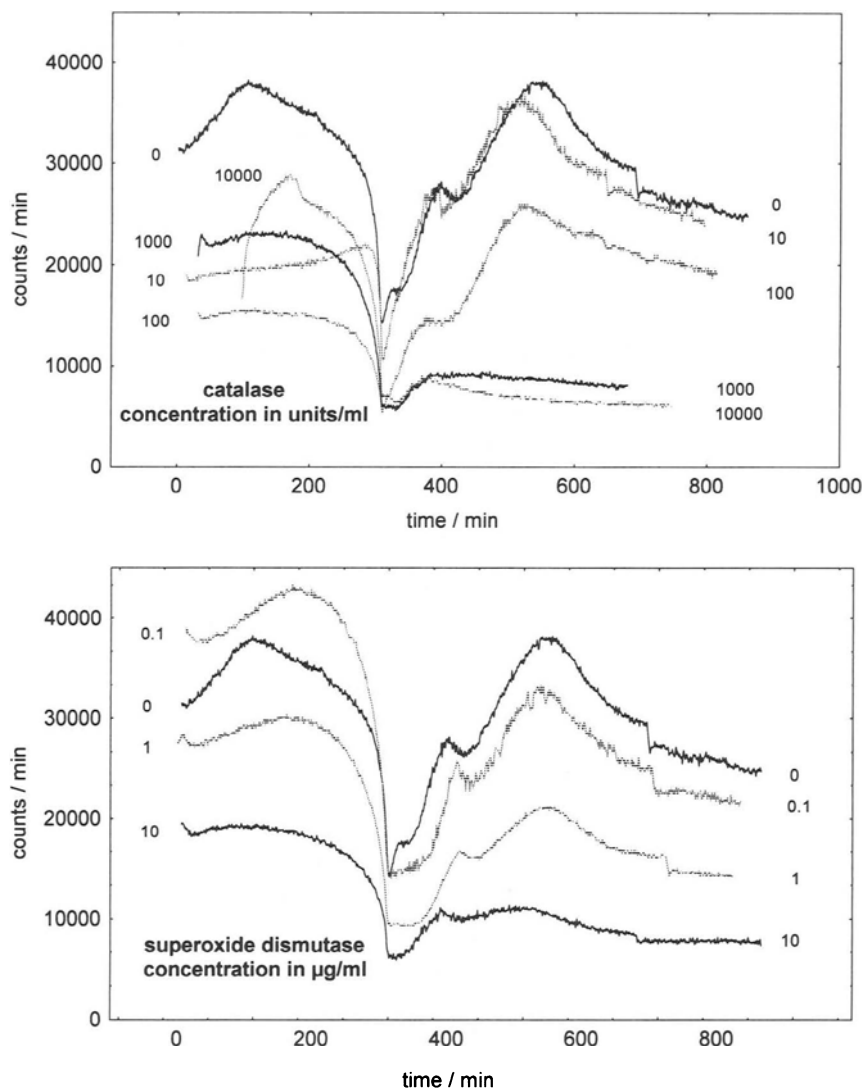 40000
30000
20000
10000
0
counts / min
0
10000
1000
10
100
0
10
100
1000
10000
catalase
concentration in units/ml
0 200 400 600 800 1000
time / min
40000
30000
20000
10000
0
counts / min
0.1
0
1
10
0
0.1
1
10
superoxide dismutase
concentration in µg/ml
0 200 400 600 800
time / min